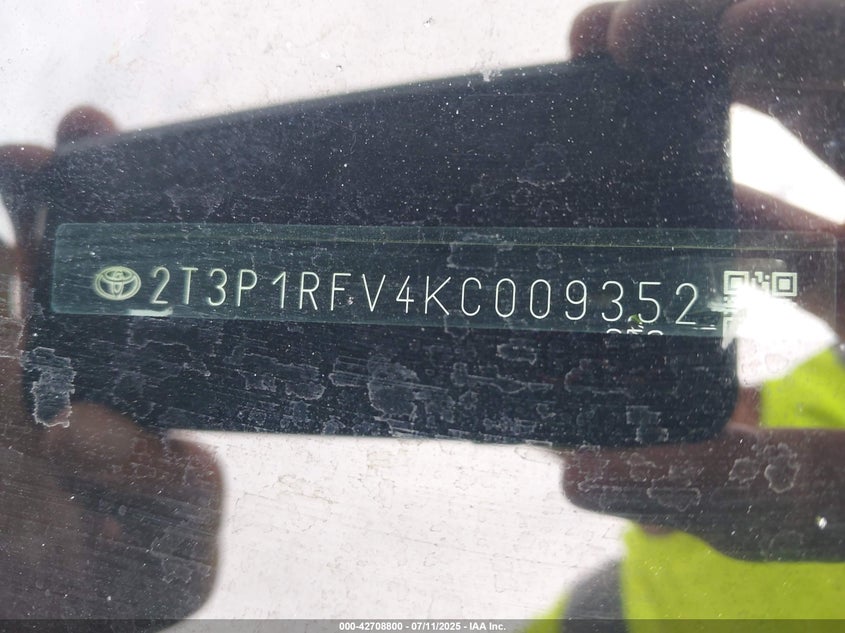 2T3P1RFV4KC009352
000-42708800 - 07/11/2025 - IAA Inc.